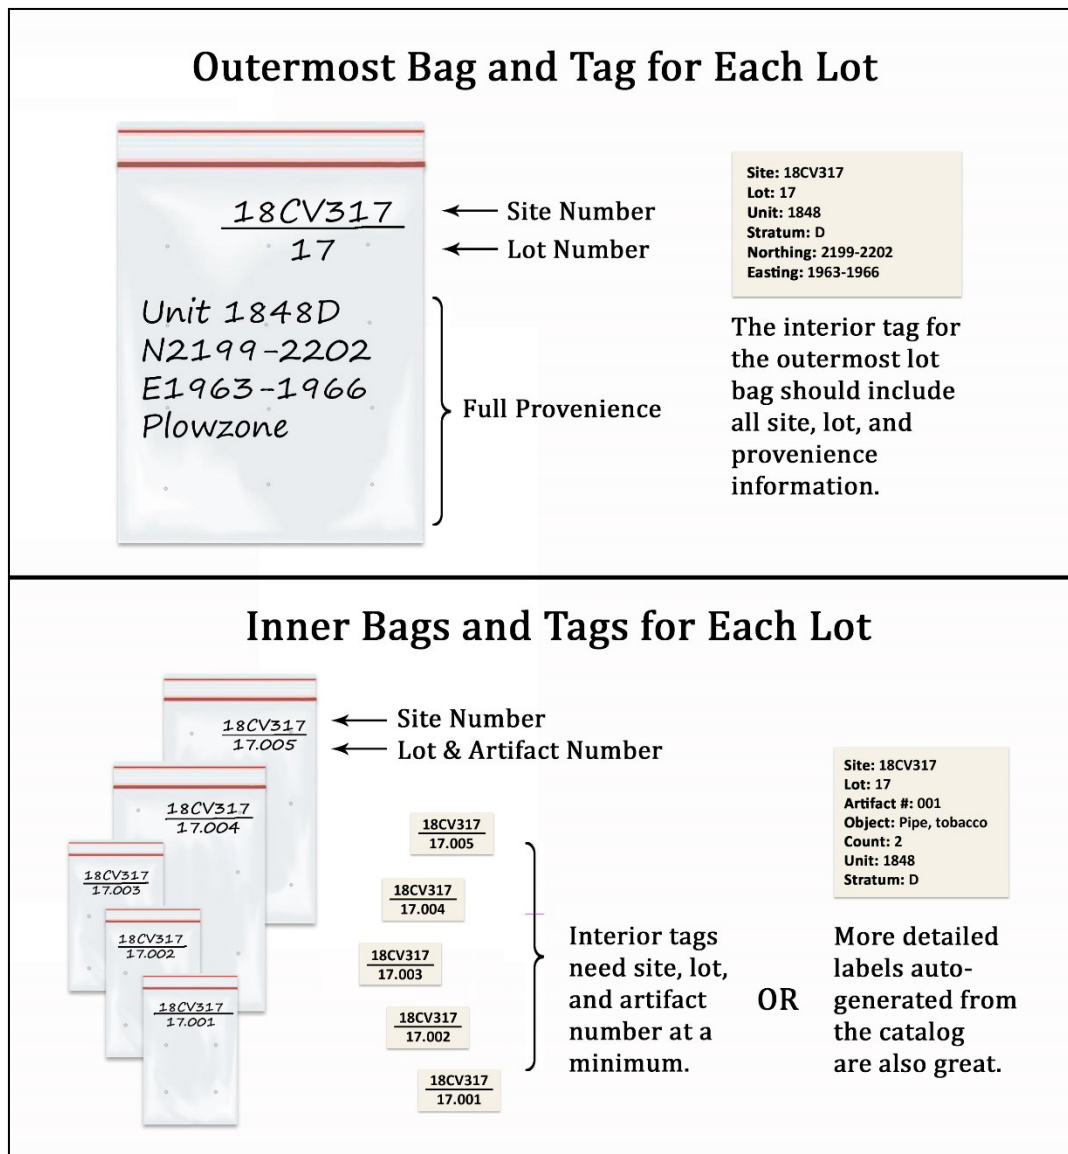 Outermost Bag and Tag for Each Lot
18CV317
17
Site Number
Lot Number
Unit 1848D
N2199-2202
E1963-1966
Plowzone
Full Provenience
Site: 18CV317
Lot: 17
Unit: 1848
Stratum: D
Northing: 2199-2202
Easting: 1963-1966
The interior tag for
the outermost lot
bag should include
all site, lot, and
provenience
information.
Inner Bags and Tags for Each Lot
18CV317
17.005
Site Number
Lot & Artifact Number
18CV317
17.004
18CV317
17.003
18CV317
17.002
18CV317
17.001
18CV317
17.005
18CV317
17.004
18CV317
17.003
18CV317
17.002
18CV317
17.001
Interior tags
need site, lot,
and artifact
number at a
minimum.
OR
Site: 18CV317
Lot: 17
Artifact #: 001
Object: Pipe, tobacco
Count: 2
Unit: 1848
Stratum: D
More detailed
labels auto-
generated from
the catalog
are also great.